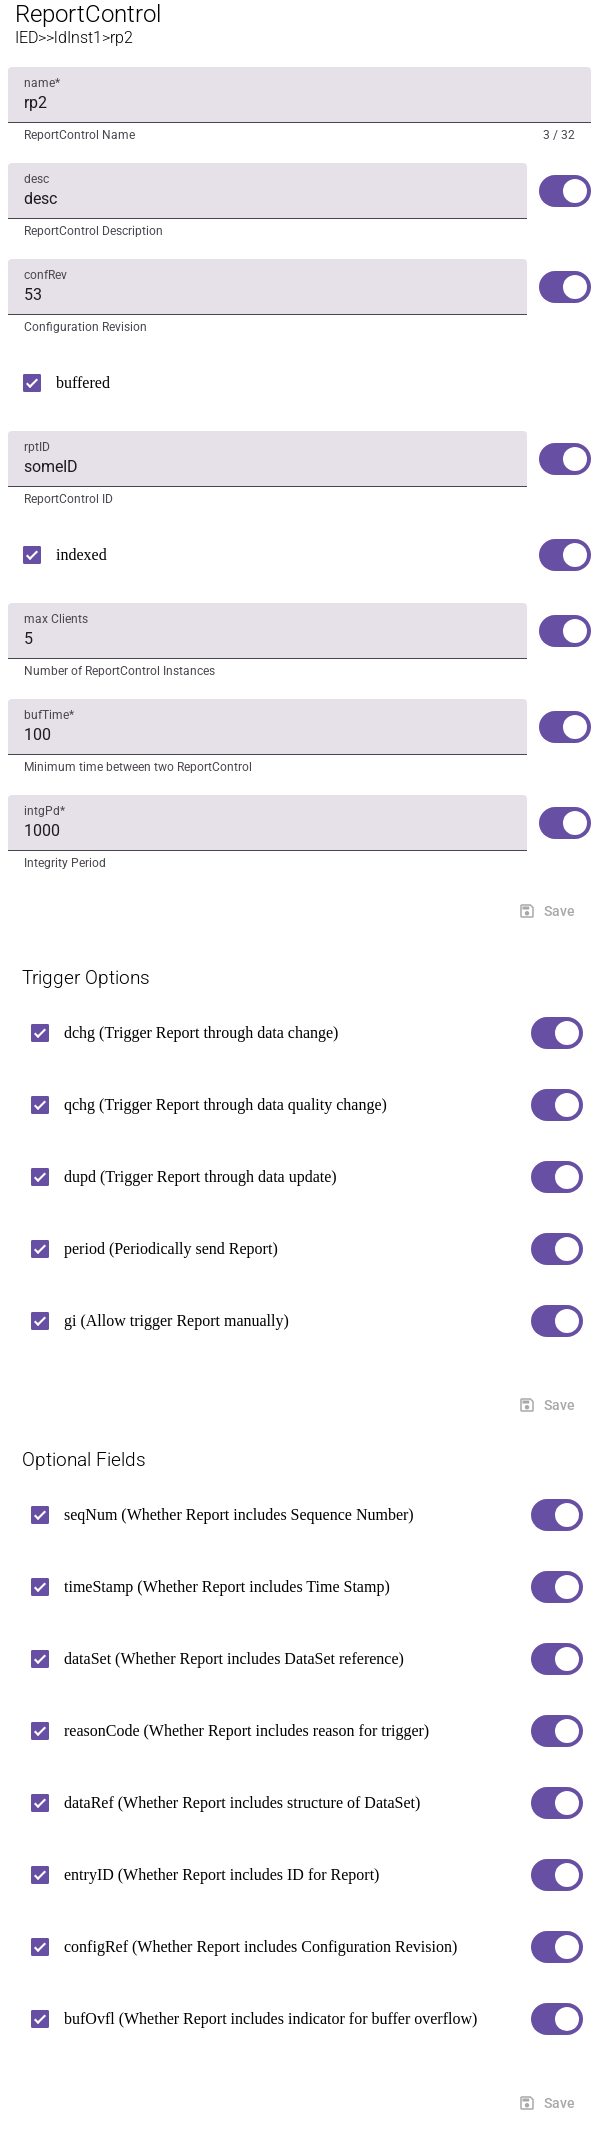 ReportControl
IED>>ldInst1>rp2
name*
rp2
ReportControl Name 3 / 32
desc
desc
ReportControl Description
confRev
53
Configuration Revision
buffered
rptID
someID
ReportControl ID
indexed
max Clients
5
Number of ReportControl Instances
bufTime*
100
Minimum time between two ReportControl
intgPd*
1000
Integrity Period
Save
Trigger Options
dchg (Trigger Report through data change)
qchg (Trigger Report through data quality change)
dupd (Trigger Report through data update)
period (Periodically send Report)
gi (Allow trigger Report manually)
Save
Optional Fields
seqNum (Whether Report includes Sequence Number)
timeStamp (Whether Report includes Time Stamp)
dataSet (Whether Report includes DataSet reference)
reasonCode (Whether Report includes reason for trigger)
dataRef (Whether Report includes structure of DataSet)
entryID (Whether Report includes ID for Report)
configRef (Whether Report includes Configuration Revision)
bufOvfl (Whether Report includes indicator for buffer overflow)
Save